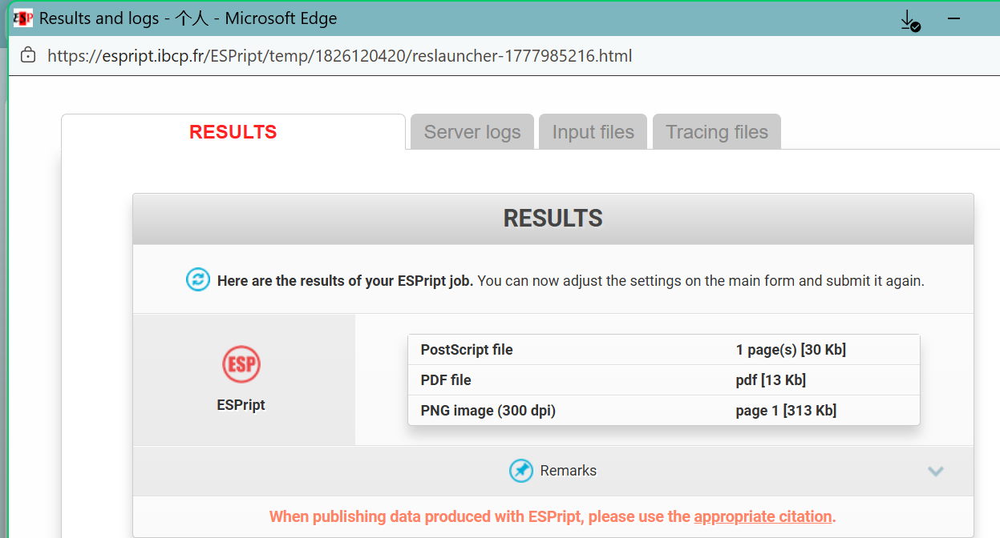 ESP Results and logs - 个人 - Microsoft Edge
https://espript.ibcp.fr/ESPript/temp/1826120420/reslauncher-1777985216.html
RESULTS Server logs Input files Tracing files
RESULTS
Here are the results of your ESPript job. You can now adjust the settings on the main form and submit it again.
ESP
ESPript
PostScript file 1 page(s) [30 Kb]
PDF file pdf [13 Kb]
PNG image (300 dpi) page 1 [313 Kb]
Remarks
When publishing data produced with ESPript, please use the appropriate citation.